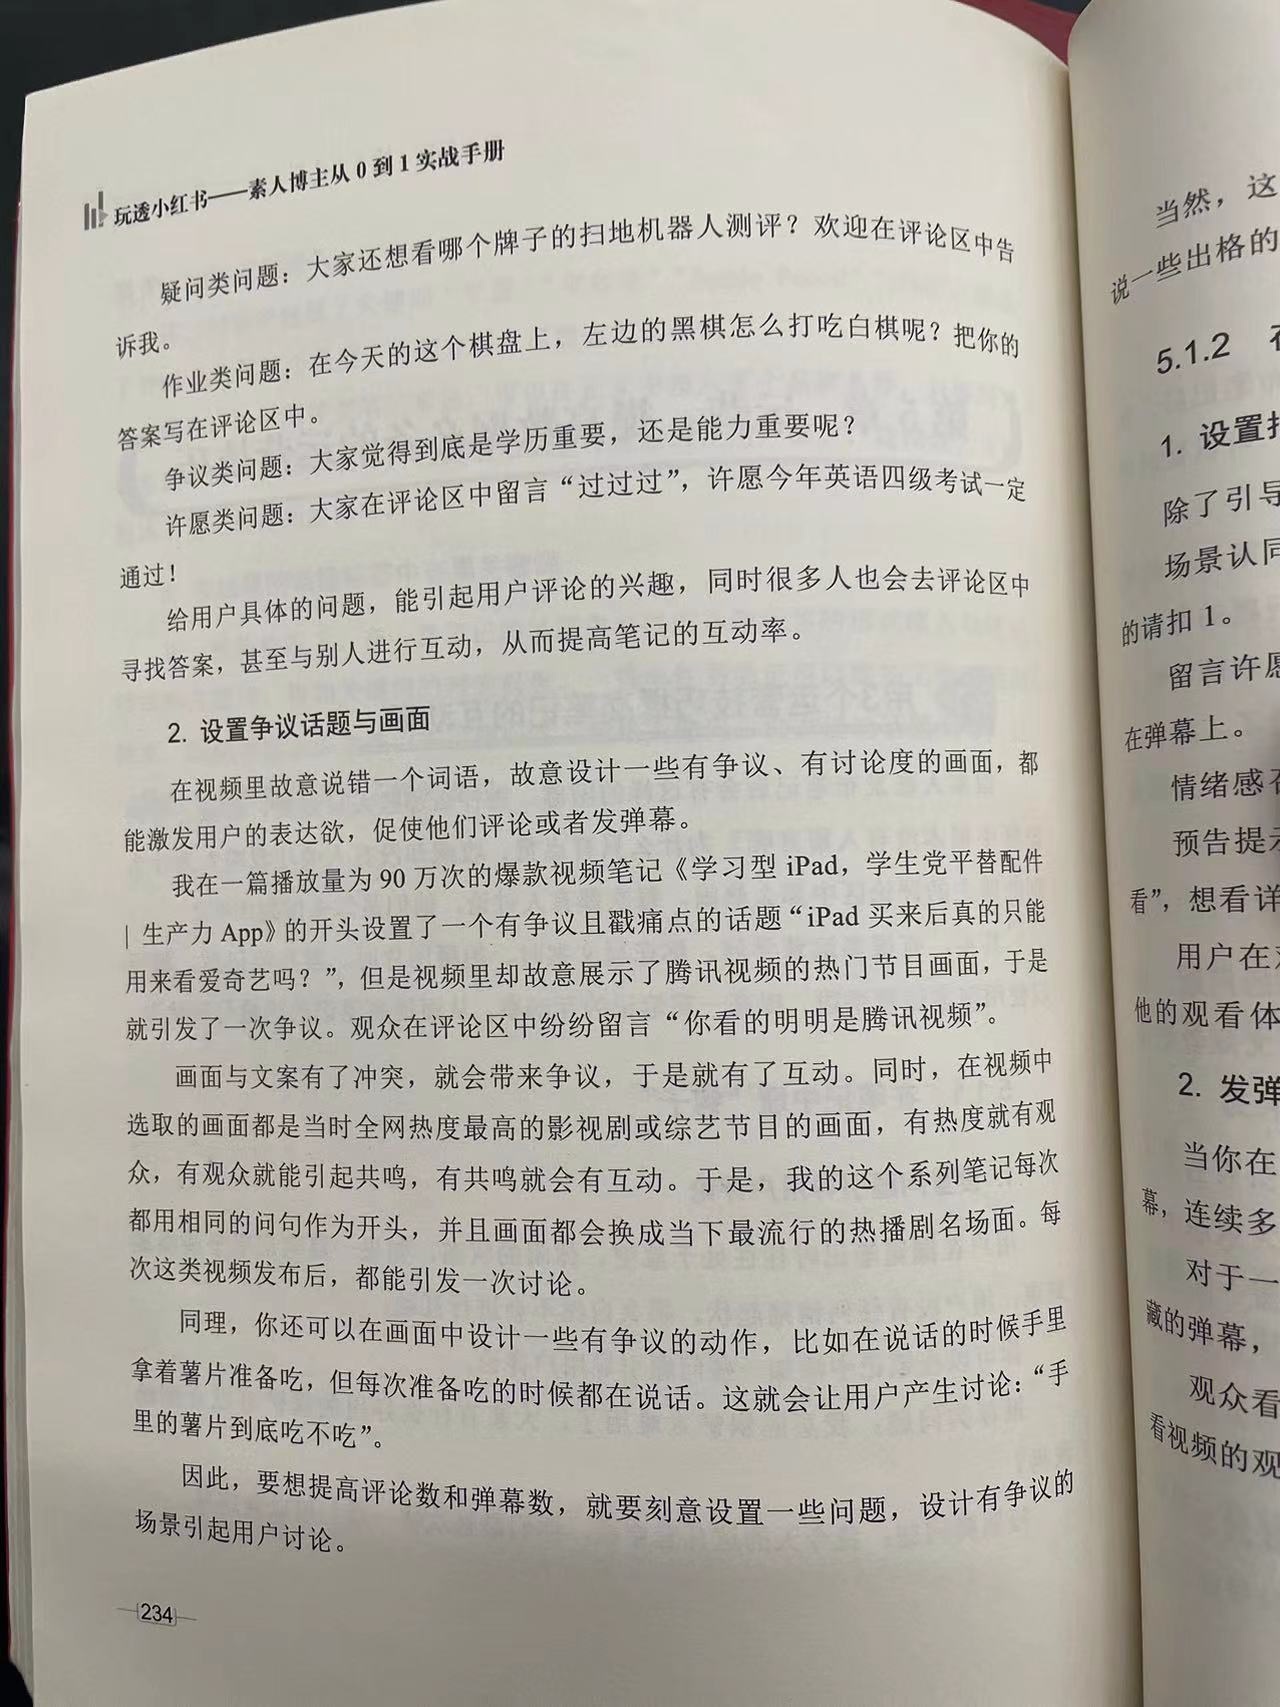 玩透小红书——素人博主从 0 到 1 实战手册
疑问类问题：大家还想看哪个牌子的扫地机器人测评？欢迎在评论区中告
诉我。
作业类问题：在今天的这个棋盘上，左边的黑棋怎么打吃白棋呢？把你的
答案写在评论区中。
争议类问题：大家觉得到底是学历重要，还是能力重要呢？
许愿类问题：大家在评论区中留言“过过过”，许愿今年英语四级考试一定
通过！
给用户具体的问题，能引起用户评论的兴趣，同时很多人也会去评论区中
寻找答案，甚至与别人进行互动，从而提高笔记的互动率。
2. 设置争议话题与画面
在视频里故意说错一个词语，故意设计一些有争议、有讨论度的画面，都
能激发用户的表达欲，促使他们评论或者发弹幕。
我在一篇播放量为 90 万次的爆款视频笔记《学习型 iPad，学生党平替配件
| 生产力 App》的开头设置了一个有争议且戳痛点的话题“iPad 买来后真的只能
用来看爱奇艺吗？”，但是视频里却故意展示了腾讯视频的热门节目画面，于是
就引发了一次争议。观众在评论区中纷纷留言“你看的明明是腾讯视频”。
画面与文案有了冲突，就会带来争议，于是就有了互动。同时，在视频中
选取的画面都是当时全网热度最高的影视剧或综艺节目的画面，有热度就有观
众，有观众就能引起共鸣，有共鸣就会有互动。于是，我的这个系列笔记每次
都用相同的问句作为开头，并且画面都会换成当下最流行的热播剧名场面。每
次这类视频发布后，都能引发一次讨论。
同理，你还可以在画面中设计一些有争议的动作，比如在说话的时候手里
拿着薯片准备吃，但每次准备吃的时候都在说话。这就会让用户产生讨论：“手
里的薯片到底吃不吃”。
因此，要想提高评论数和弹幕数，就要刻意设置一些问题，设计有争议的
场景引起用户讨论。
234
当然，这
说一些出格的
5.1.2
1. 设置
除了引导
场景认同
的请扣 1。
留言许愿
在弹幕上。
情绪感
预告提示
看”，想看详
用户在
他的观看体
2. 发弹
当你在
幕，连续多
对于一
藏的弹幕，
观众看
看视频的观